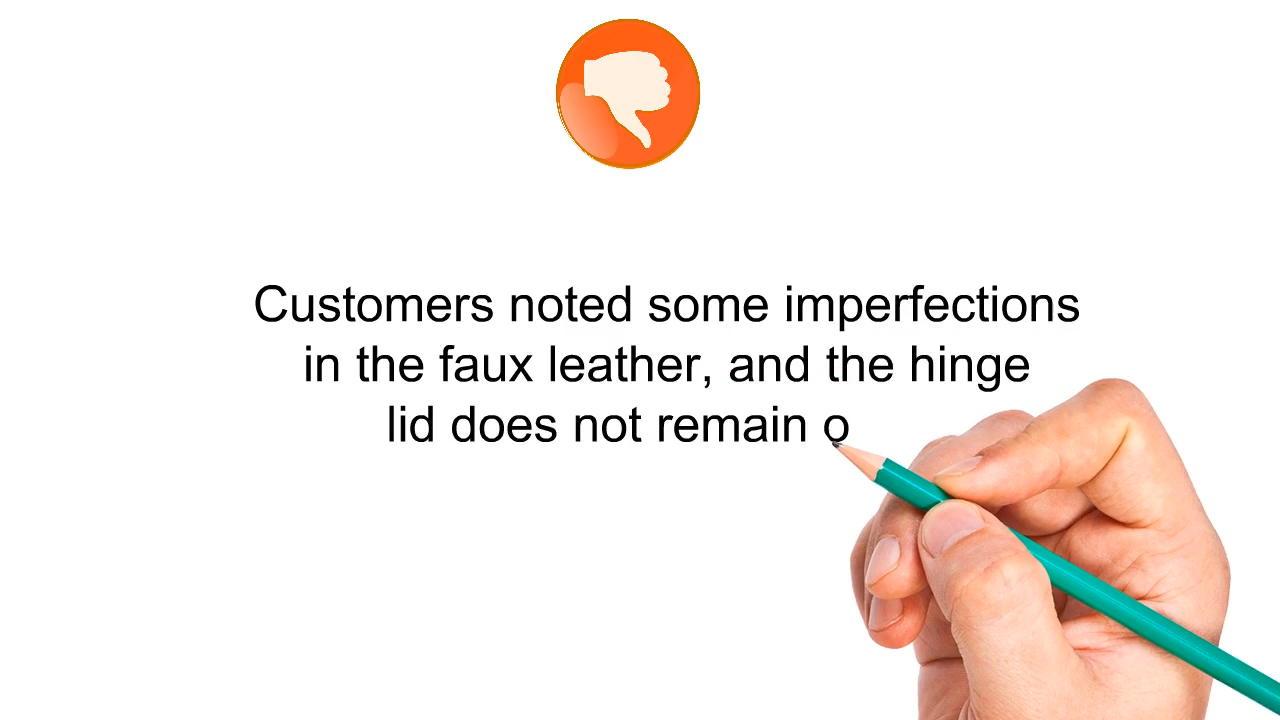 Customers noted some imperfections
in the faux leather, and the hinge
lid does not remain o